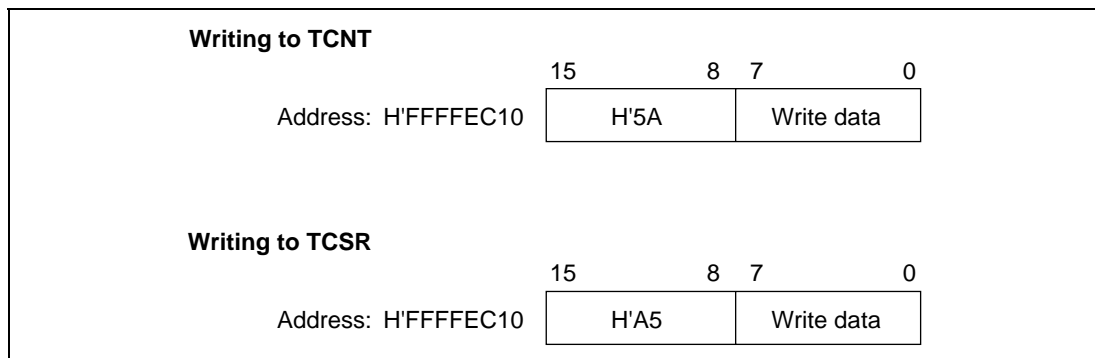 Writing to TCNT
15 8 7 0
Address: H'FFFFEC10 H'5A Write data
Writing to TCSR
15 8 7 0
Address: H'FFFFEC10 H'A5 Write data